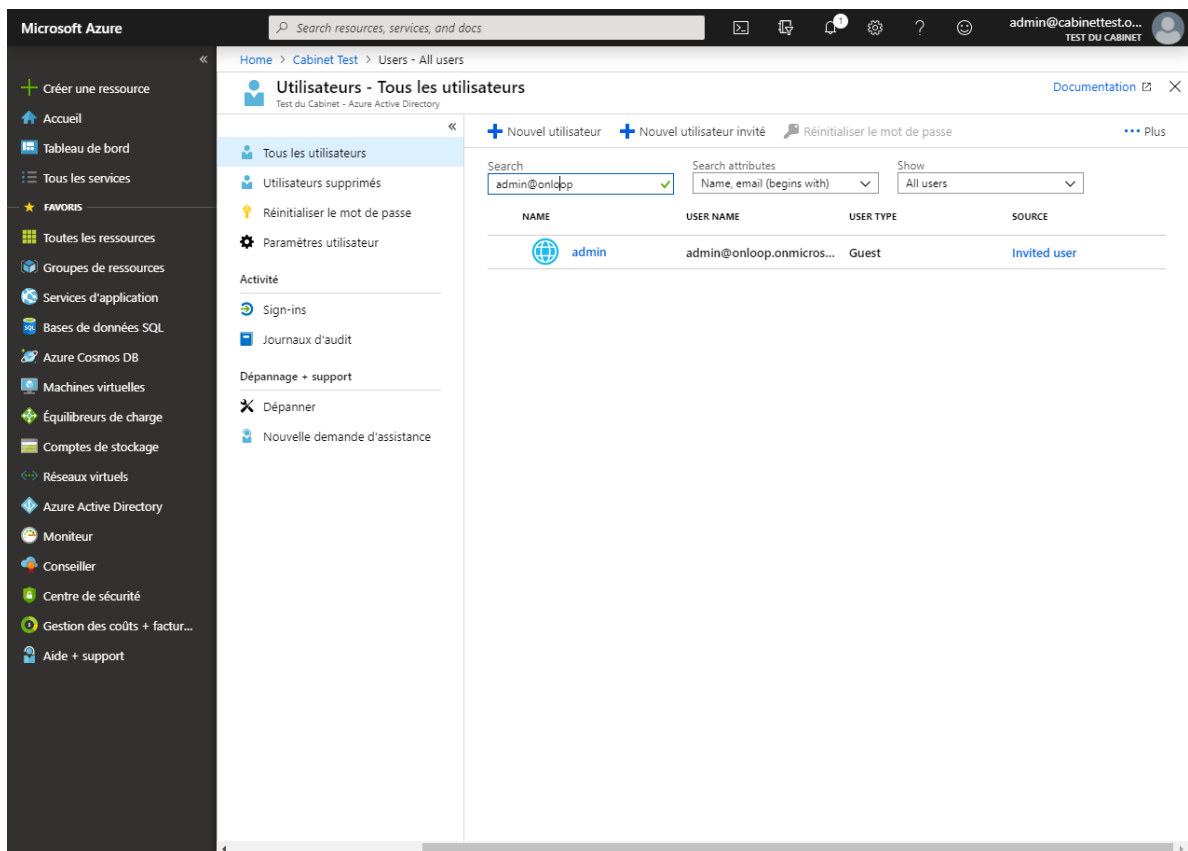 Microsoft Azure
Search resources, services, and docs
1
admin@cabinettest.o...
TEST DU CABINET
Home > Cabinet Test > Users - All users
Utilisateurs - Tous les utilisateurs
Test du Cabinet - Azure Active Directory
Documentation
Créer une ressource
Accueil
Tableau de bord
Tous les services
FAVORIS
Toutes les ressources
Groupes de ressources
Services d'application
Bases de données SQL
Azure Cosmos DB
Machines virtuelles
Équilibreurs de charge
Comptes de stockage
Réseaux virtuels
Azure Active Directory
Moniteur
Conseiller
Centre de sécurité
Gestion des coûts + factur...
Aide + support
Tous les utilisateurs
Utilisateurs supprimés
Réinitialiser le mot de passe
Paramètres utilisateur
Activité
Sign-ins
Journaux d'audit
Dépannage + support
Dépanner
Nouvelle demande d'assistance
Nouvel utilisateur
Nouvel utilisateur invité
Réinitialiser le mot de passe
Plus
Search
Search attributes
Show
admin@onloop
Name, email (begins with)
All users
NAME USER NAME USER TYPE SOURCE
admin admin@onloop.onmicros... Guest Invited user